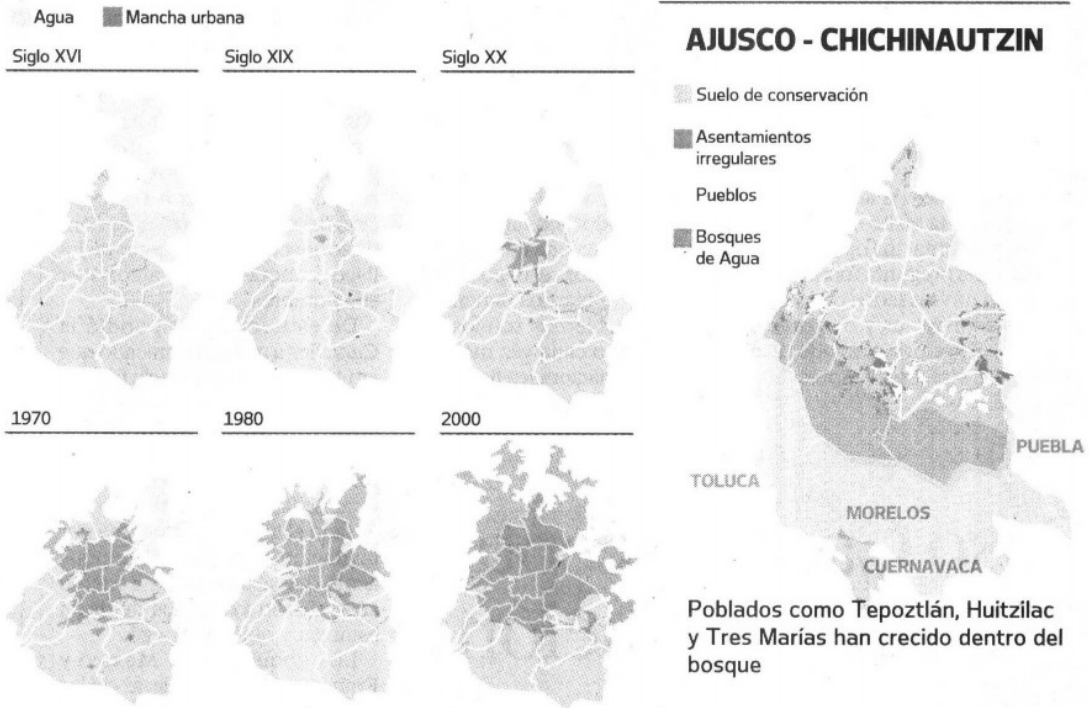 Agua
Mancha urbana
Siglo XVI
Siglo XIX
Siglo XX
1970
1980
2000
AJUSCO - CHICHINAUTZIN
Suelo de conservación
Asentamientos
irregulares
Pueblos
Bosques
de Agua
PUEBLA
TOLUCA
MORELOS
CUERNAVACA
Poblados como Tepoztlán, Huitzilac
y Tres Marías han crecido dentro del
bosque